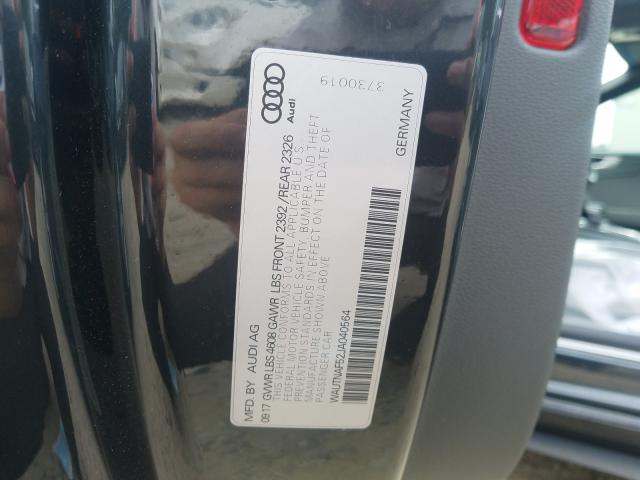 MFD. BY AUDI AG
09 17 GVWR LBS 4608 GAWR LBS FRONT 2392 / REAR 2326
THIS VEHICLE CONFORMS TO ALL APPLICABLE U.S.
FEDERAL MOTOR VEHICLE SAFETY, BUMPER AND THEFT
PREVENTION STANDARDS IN EFFECT ON THE DATE OF
MANUFACTURE SHOWN ABOVE
PASSENGER CAR
WAUTNAF52JA040564
GERMANY
Audi
3730019